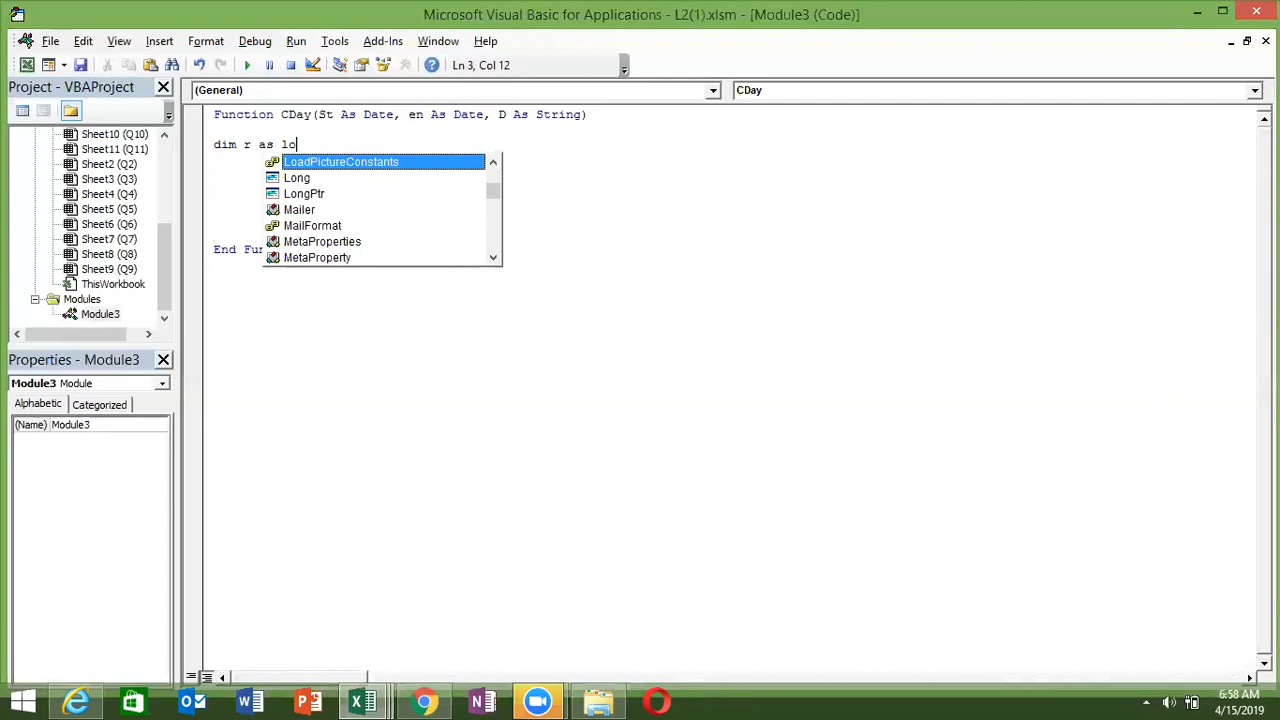 Microsoft Visual Basic for Applications - L2(1).xlsm - [Module3 (Code)]
File Edit View Insert Format Debug Run Tools Add-Ins Window Help
Ln 3, Col 12
Project - VBAProject
(General)
CDay
Sheet10 (Q10)
Sheet11 (Q11)
Sheet2 (Q2)
Sheet3 (Q3)
Sheet4 (Q4)
Sheet5 (Q5)
Sheet6 (Q6)
Sheet7 (Q7)
Sheet8 (Q8)
Sheet9 (Q9)
ThisWorkbook
Modules
Module3
Function CDay(St As Date, en As Date, D As String)
dim r as lo
LoadPictureConstants
Long
LongPtr
Mailer
MailFormat
MetaProperties
MetaProperty
End Fun
Properties - Module3
Module3 Module
Alphabetic Categorized
(Name) Module3
6:58 AM
4/15/2019